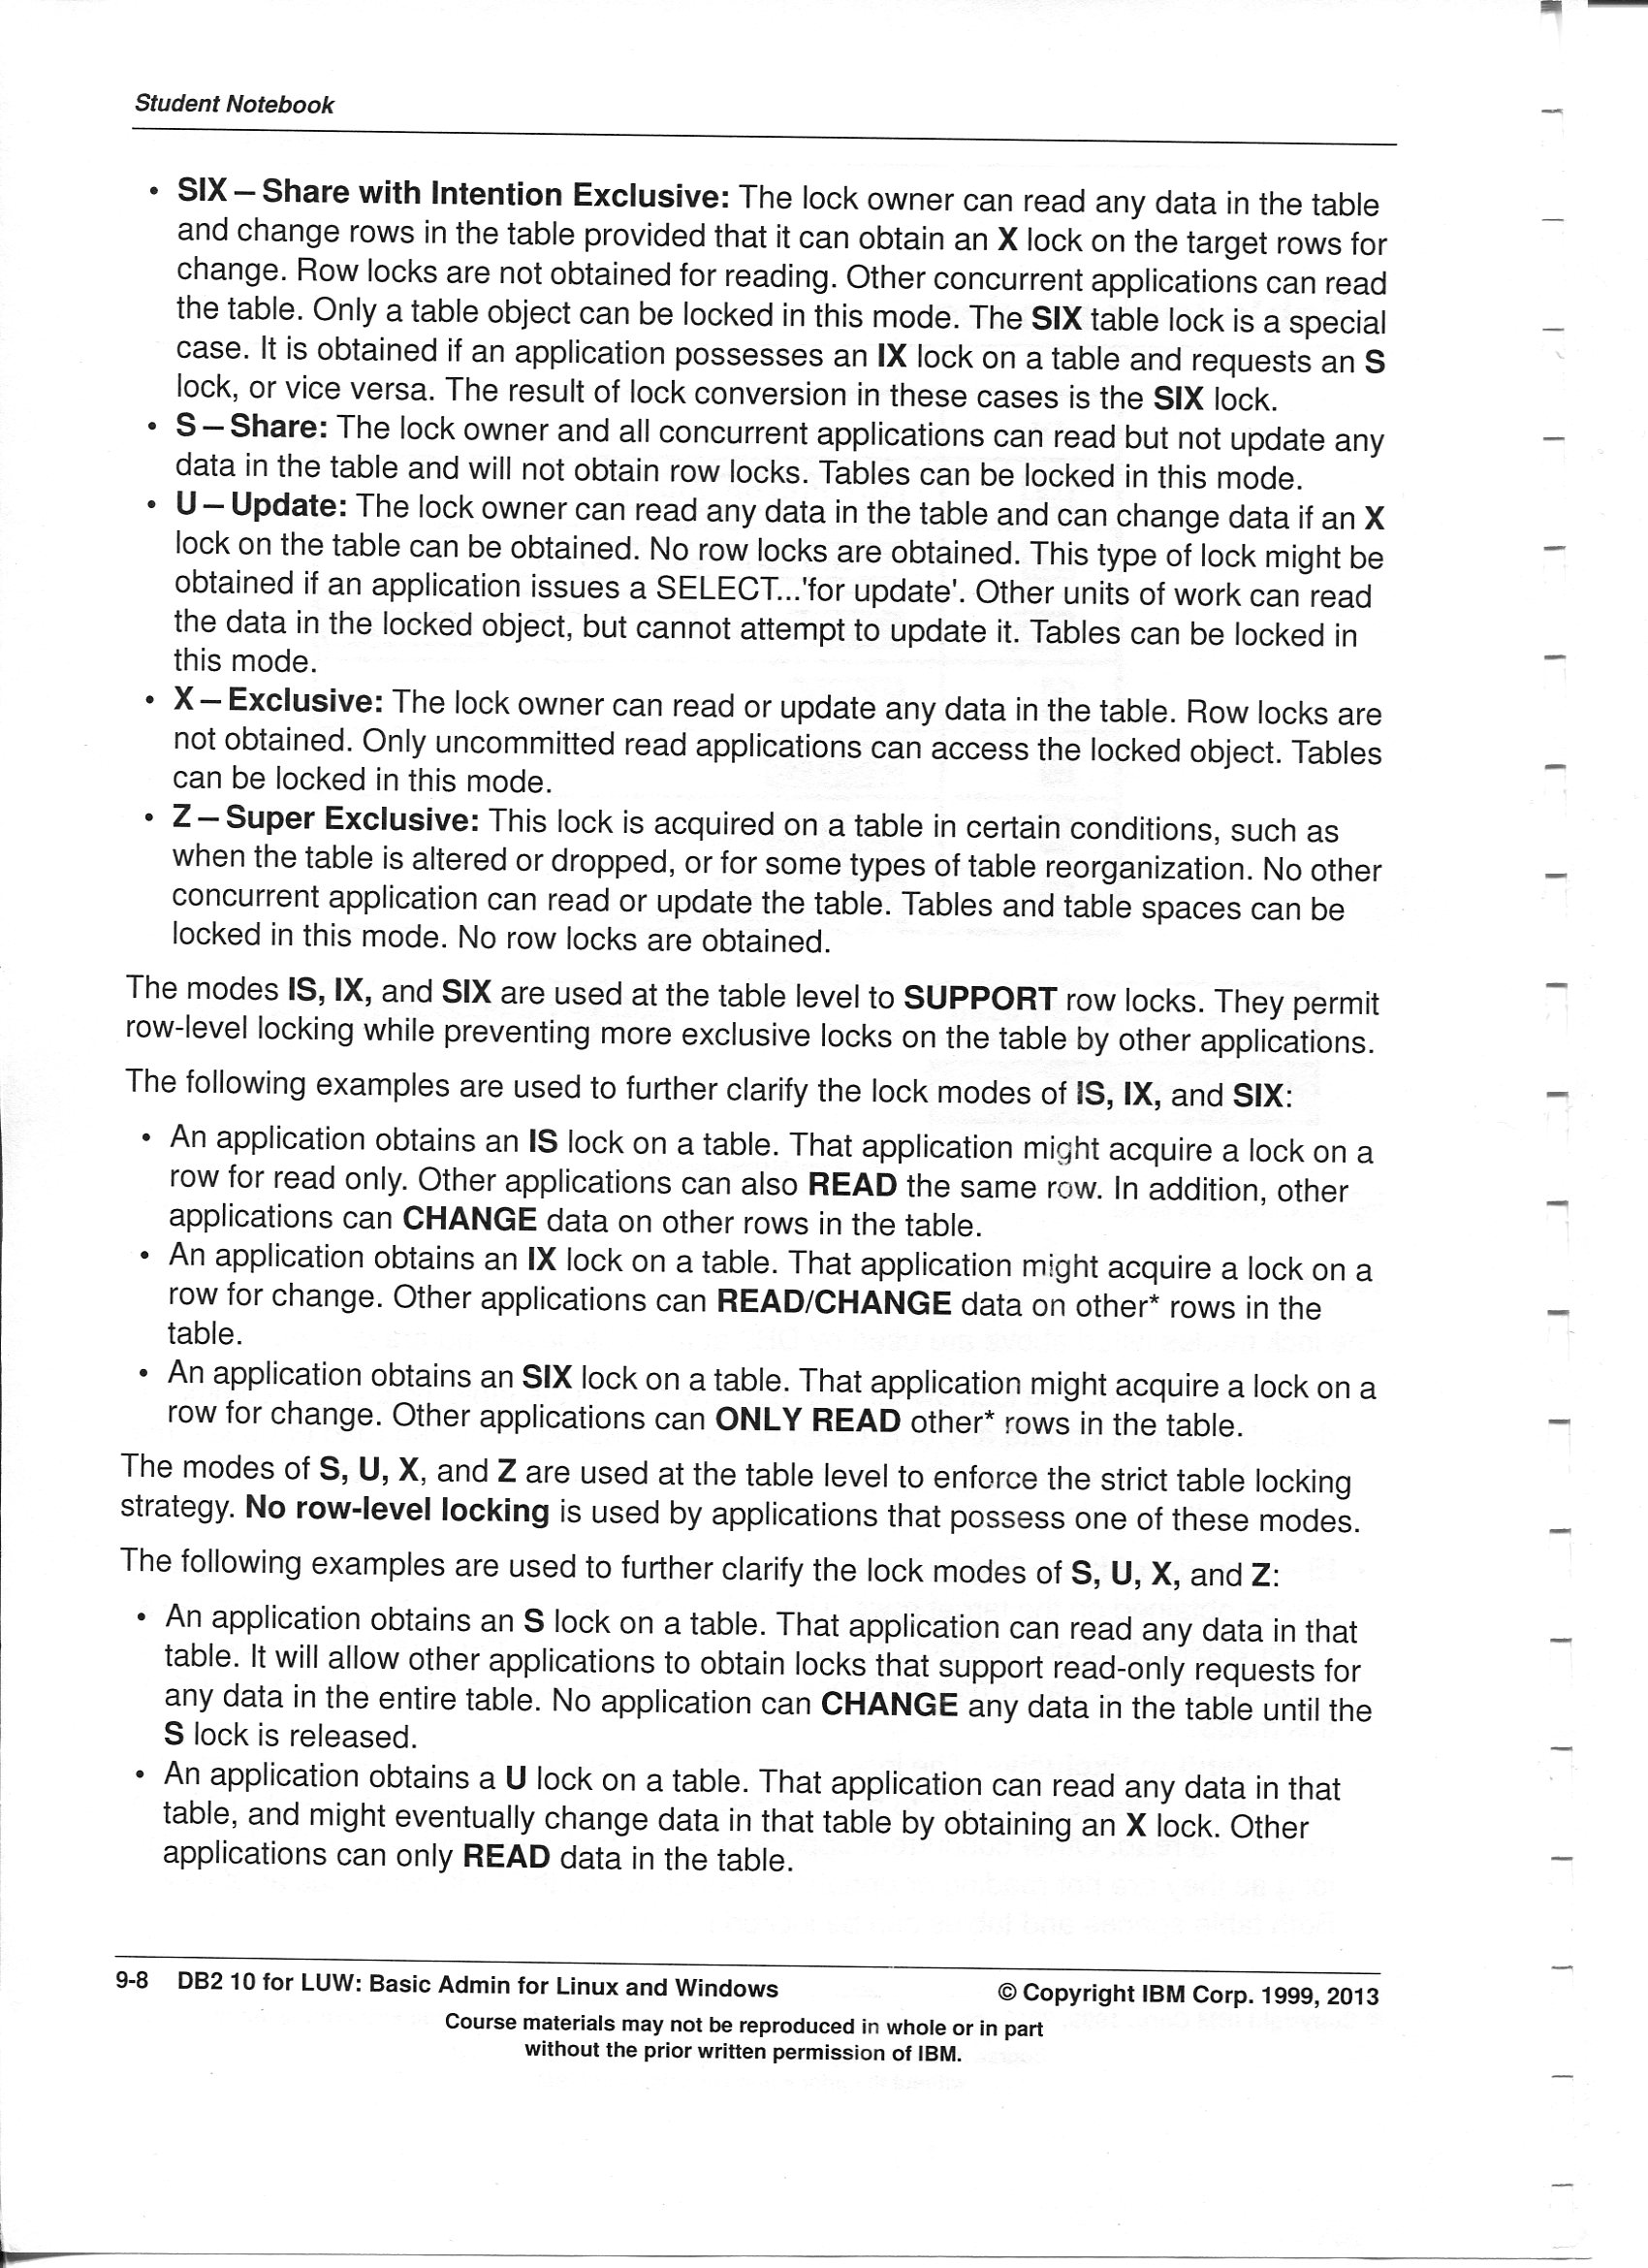 Student Notebook
• SIX – Share with Intention Exclusive: The lock owner can read any data in the table
and change rows in the table provided that it can obtain an X lock on the target rows for
change. Row locks are not obtained for reading. Other concurrent applications can read
the table. Only a table object can be locked in this mode. The SIX table lock is a special
case. It is obtained if an application possesses an IX lock on a table and requests an S
lock, or vice versa. The result of lock conversion in these cases is the SIX lock.
• S – Share: The lock owner and all concurrent applications can read but not update any
data in the table and will not obtain row locks. Tables can be locked in this mode.
• U – Update: The lock owner can read any data in the table and can change data if an X
lock on the table can be obtained. No row locks are obtained. This type of lock might be
obtained if an application issues a SELECT...'for update'. Other units of work can read
the data in the locked object, but cannot attempt to update it. Tables can be locked in
this mode.
• X – Exclusive: The lock owner can read or update any data in the table. Row locks are
not obtained. Only uncommitted read applications can access the locked object. Tables
can be locked in this mode.
• Z – Super Exclusive: This lock is acquired on a table in certain conditions, such as
when the table is altered or dropped, or for some types of table reorganization. No other
concurrent application can read or update the table. Tables and table spaces can be
locked in this mode. No row locks are obtained.
The modes IS, IX, and SIX are used at the table level to SUPPORT row locks. They permit
row-level locking while preventing more exclusive locks on the table by other applications.
The following examples are used to further clarify the lock modes of IS, IX, and SIX:
• An application obtains an IS lock on a table. That application might acquire a lock on a
row for read only. Other applications can also READ the same row. In addition, other
applications can CHANGE data on other rows in the table.
• An application obtains an IX lock on a table. That application might acquire a lock on a
row for change. Other applications can READ/CHANGE data on other* rows in the
table.
• An application obtains an SIX lock on a table. That application might acquire a lock on a
row for change. Other applications can ONLY READ other* rows in the table.
The modes of S, U, X, and Z are used at the table level to enforce the strict table locking
strategy. No row-level locking is used by applications that possess one of these modes.
The following examples are used to further clarify the lock modes of S, U, X, and Z:
• An application obtains an S lock on a table. That application can read any data in that
table. It will allow other applications to obtain locks that support read-only requests for
any data in the entire table. No application can CHANGE any data in the table until the
S lock is released.
• An application obtains a U lock on a table. That application can read any data in that
table, and might eventually change data in that table by obtaining an X lock. Other
applications can only READ data in the table.
9-8 DB2 10 for LUW: Basic Admin for Linux and Windows © Copyright IBM Corp. 1999, 2013
Course materials may not be reproduced in whole or in part
without the prior written permission of IBM.